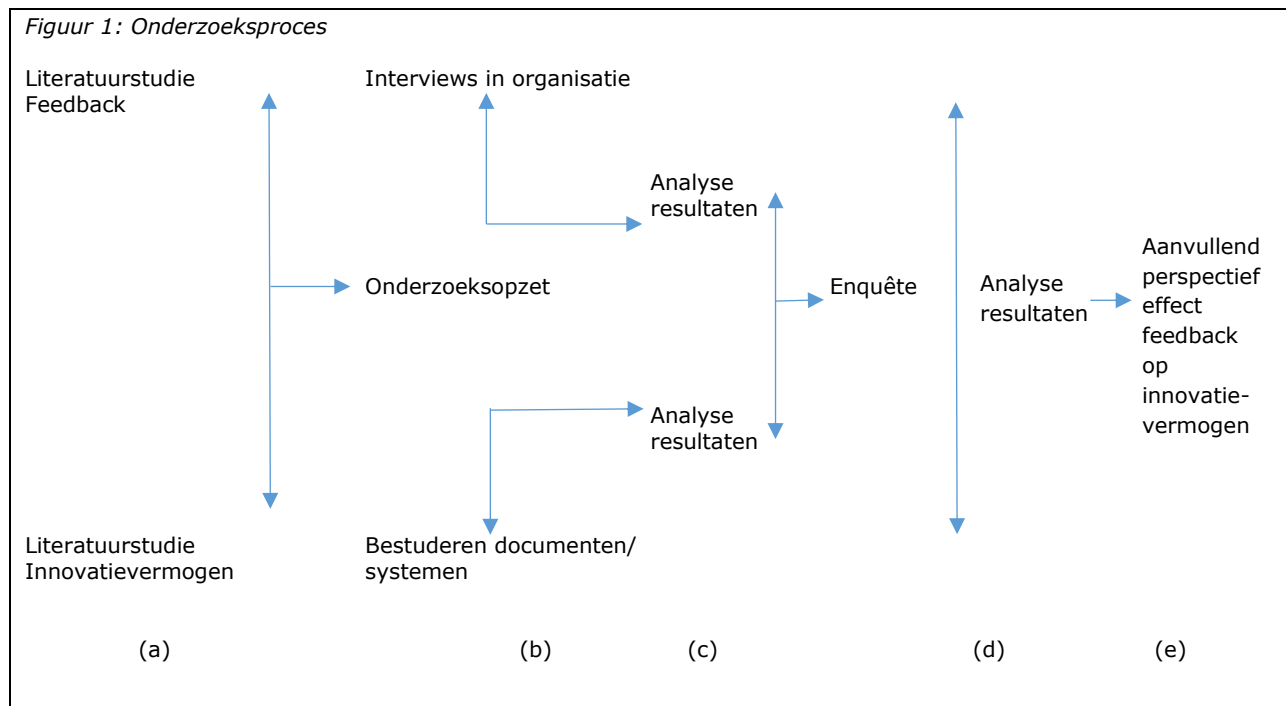 Figuur 1: Onderzoeksproces
Literatuurstudie
Feedback
Interviews in organisatie
Analyse
resultaten
Onderzoeksopzet
Enquête
Analyse
resultaten
Aanvullend
perspectief
effect
feedback
op
innovatie-
vermogen
Analyse
resultaten
Literatuurstudie
Innovatievermogen
Bestuderen documenten/
systemen
(a)
(b)
(c)
(d)
(e)